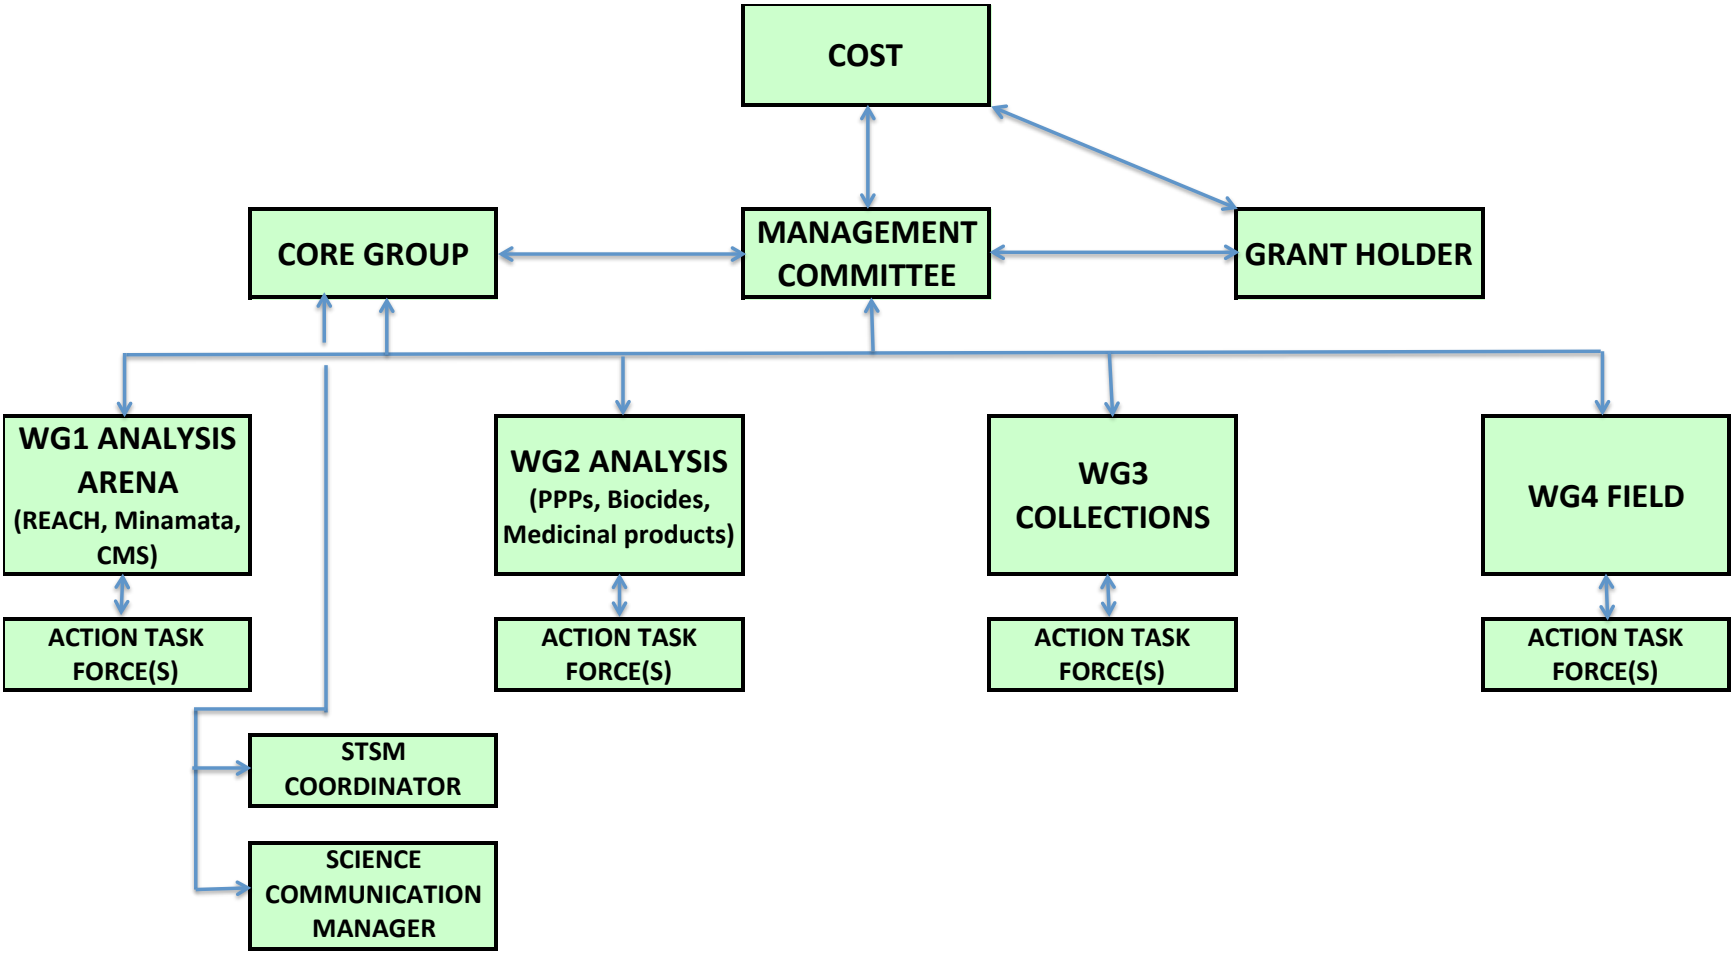 COST
CORE GROUP
MANAGEMENT
COMMITTEE
GRANT HOLDER
WG1 ANALYSIS
ARENA
(REACH, Minamata,
CMS)
WG2 ANALYSIS
(PPPs, Biocides,
Medicinal products)
WG3
COLLECTIONS
WG4 FIELD
ACTION TASK
FORCE(S)
ACTION TASK
FORCE(S)
ACTION TASK
FORCE(S)
ACTION TASK
FORCE(S)
STSM
COORDINATOR
SCIENCE
COMMUNICATION
MANAGER